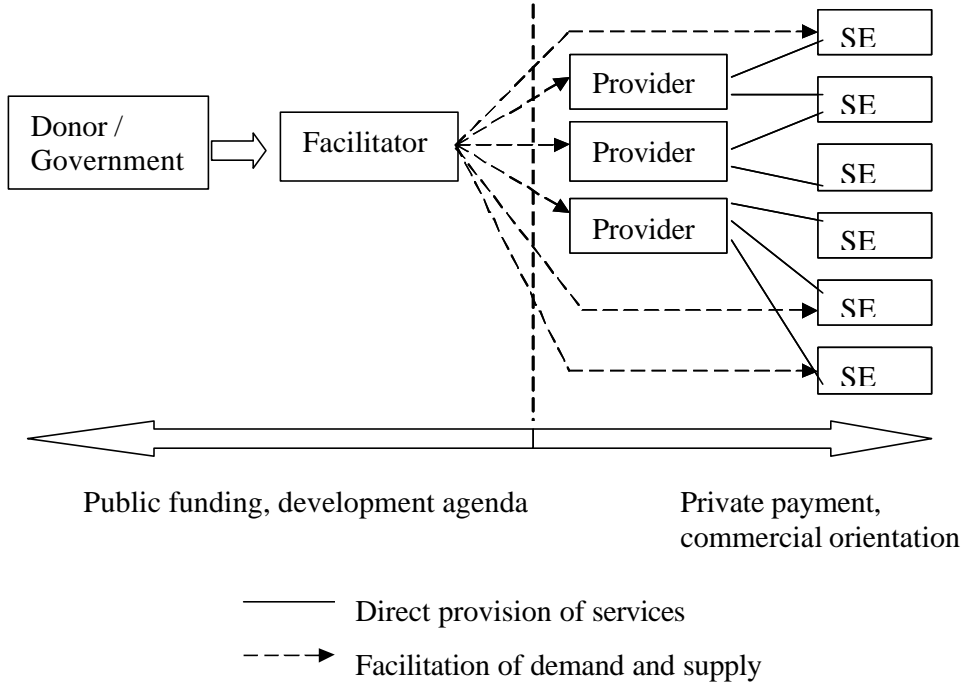 SE
Provider
SE
Donor /
Government
Facilitator
Provider
SE
Provider
SE
SE
SE
Public funding, development agenda
Private payment,
commercial orientation
Direct provision of services
Facilitation of demand and supply